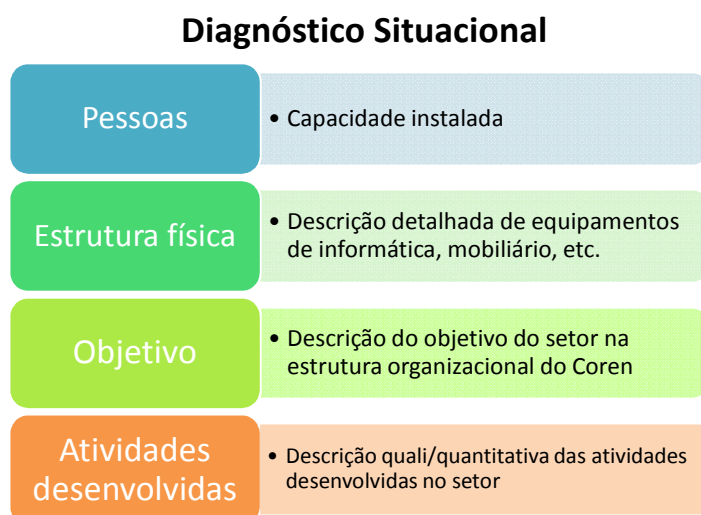 Diagnóstico Situacional
Pessoas
• Capacidade instalada
Estrutura física
• Descrição detalhada de equipamentos
de informática, mobiliário, etc.
Objetivo
• Descrição do objetivo do setor na
estrutura organizacional do Coren
Atividades
desenvolvidas
• Descrição quali/quantitativa das atividades
desenvolvidas no setor